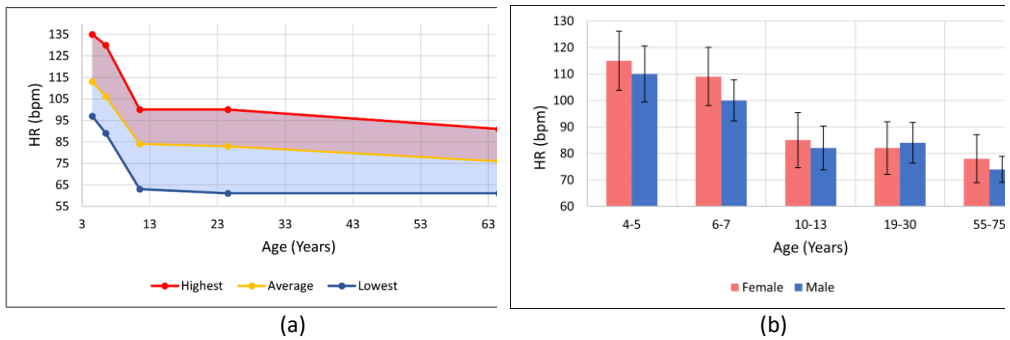 135
125
115
105
95
85
75
65
55
HR (bpm)
3 13 23 33 43 53 63
Age (Years)
Highest Average Lowest
(a)
130
120
110
100
90
80
70
60
HR (bpm)
4-5 6-7 10-13 19-30 55-75
Age (Years)
Female Male
(b)